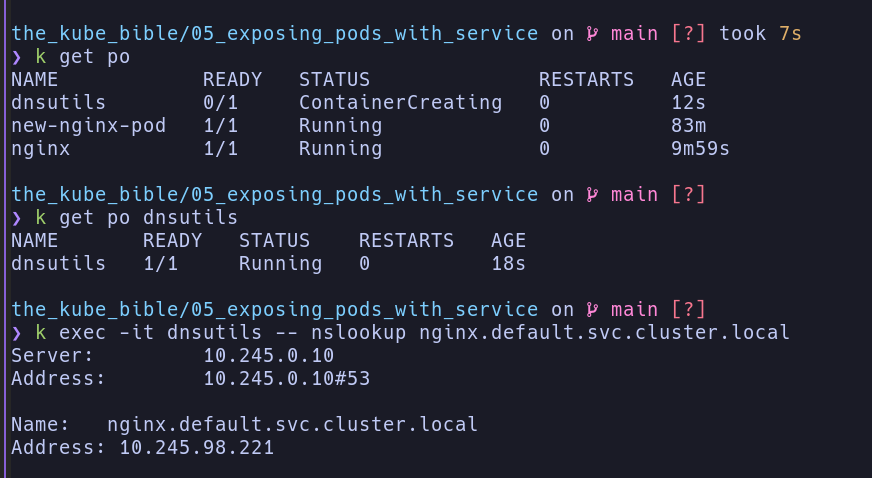 the_kube_bible/05_exposing_pods_with_service on  main [?] took 7s
❯ k get po
NAME            READY   STATUS              RESTARTS   AGE
dnsutils        0/1     ContainerCreating   0          12s
new-nginx-pod   1/1     Running             0          83m
nginx           1/1     Running             0          9m59s
the_kube_bible/05_exposing_pods_with_service on  main [?]
❯ k get po dnsutils
NAME       READY   STATUS    RESTARTS   AGE
dnsutils   1/1     Running   0          18s
the_kube_bible/05_exposing_pods_with_service on  main [?]
❯ k exec -it dnsutils -- nslookup nginx.default.svc.cluster.local
Server:         10.245.0.10
Address:        10.245.0.10#53
Name:   nginx.default.svc.cluster.local
Address: 10.245.98.221